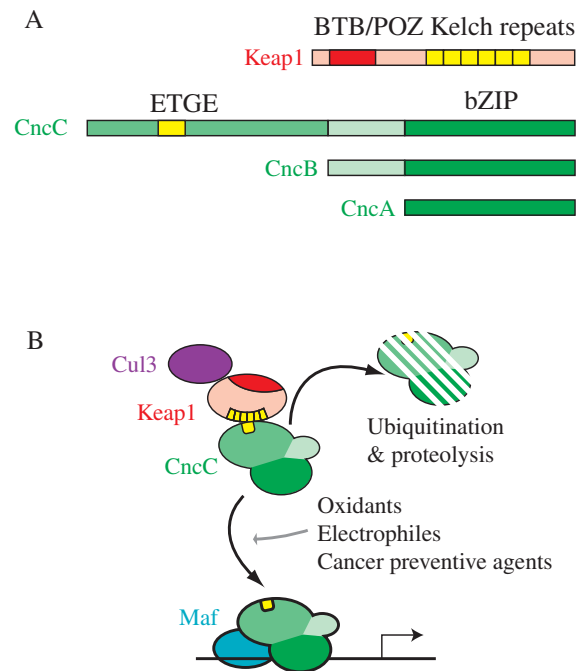 A
BTB/POZ Kelch repeats
Keap1
ETGE
bZIP
CncC
CncB
CncA
B
Cul3
Keap1
CncC
Ubiquitination
& proteolysis
Oxidants
Electrophiles
Cancer preventive agents
Maf